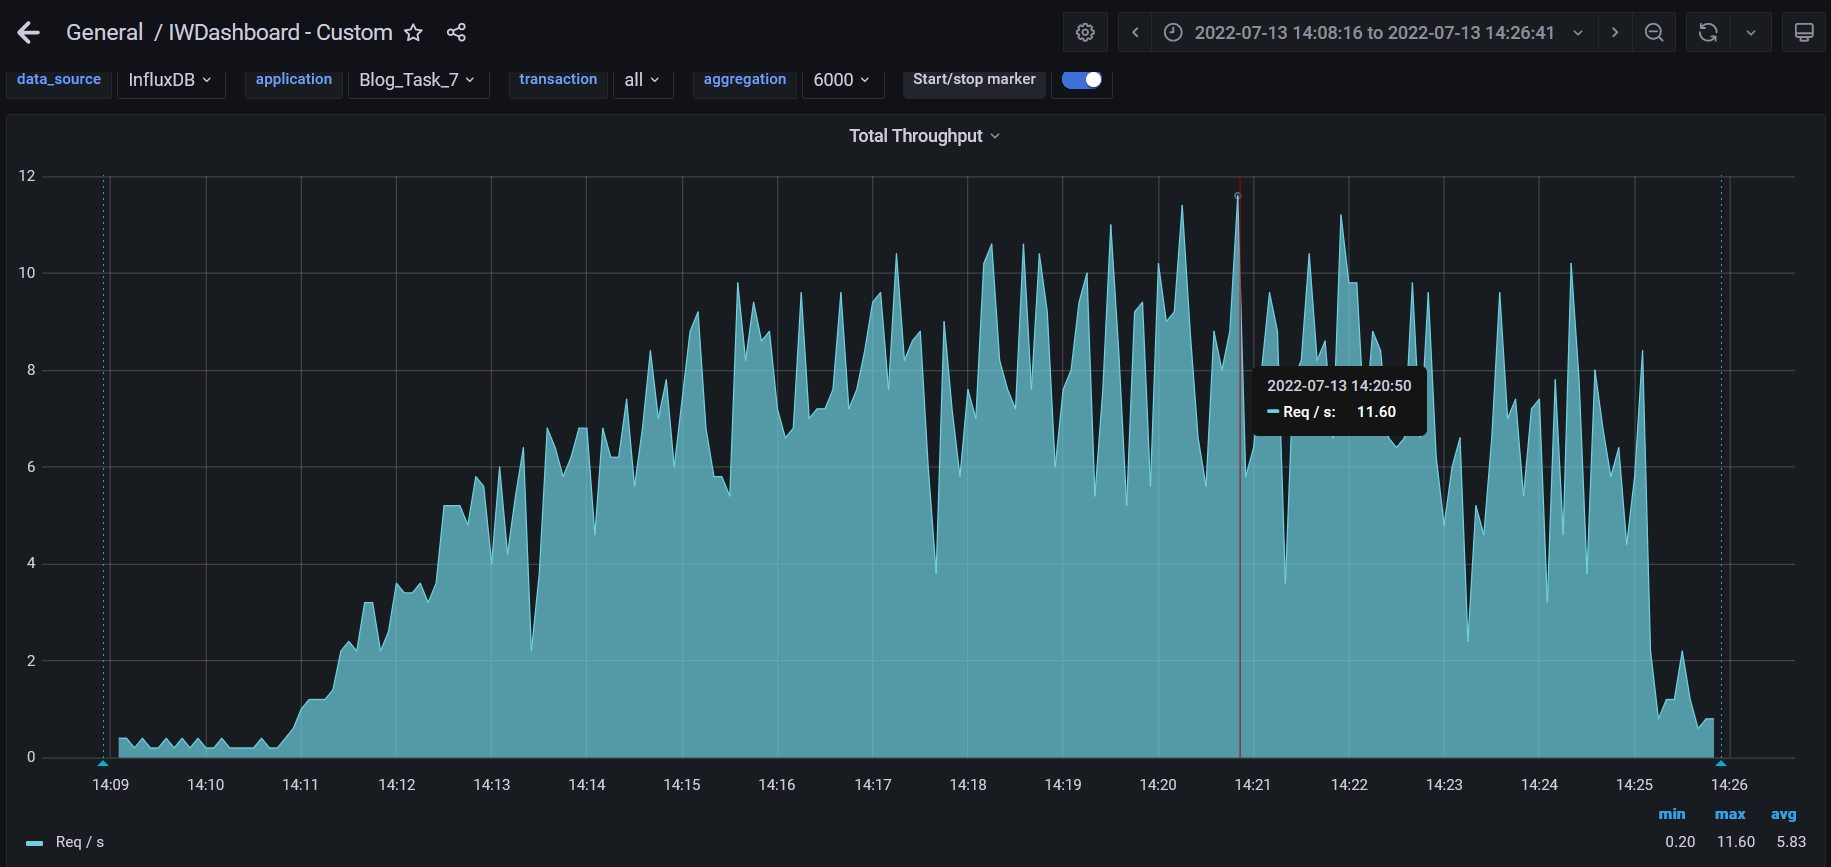 General / IWDashboard - Custom
2022-07-13 14:08:16 to 2022-07-13 14:26:41
data_source InfluxDB application Blog_Task_7 transaction all aggregation 6000 Start/stop marker
Total Throughput
12
10
8
6
4
2
0
2022-07-13 14:20:50
Req / s: 11.60
14:09 14:10 14:11 14:12 14:13 14:14 14:15 14:16 14:17 14:18 14:19 14:20 14:21 14:22 14:23 14:24 14:25 14:26
min max avg
Req / s 0.20 11.60 5.83